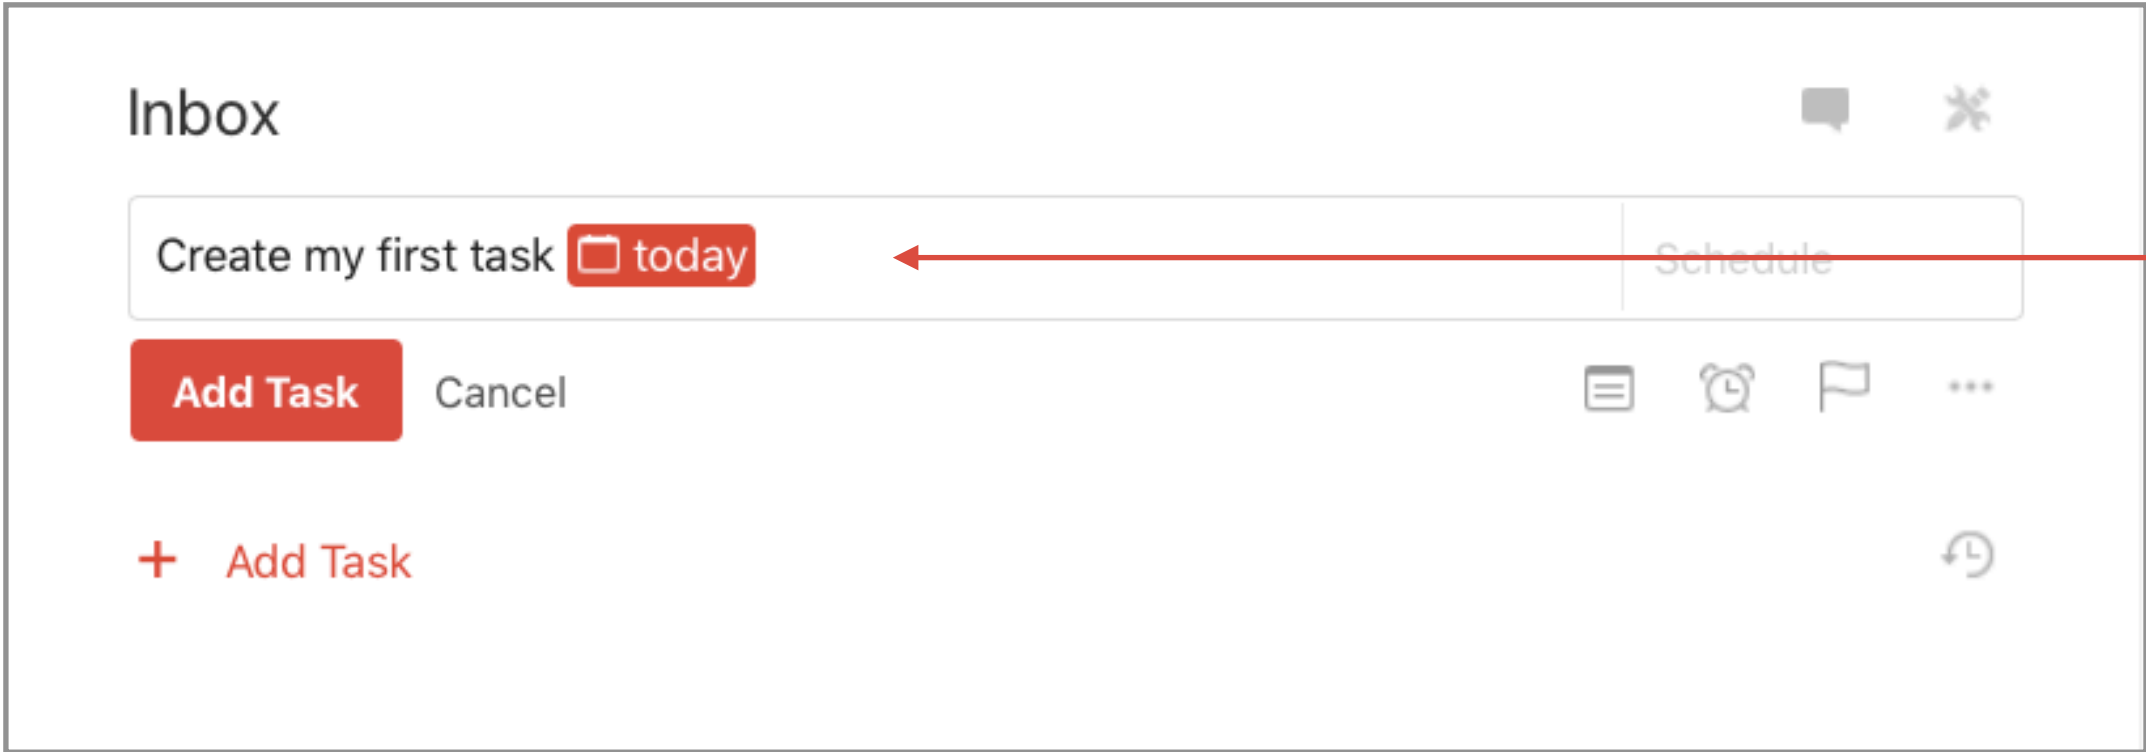 Inbox
Create my first task today
Schedule
Add Task Cancel
+ Add Task